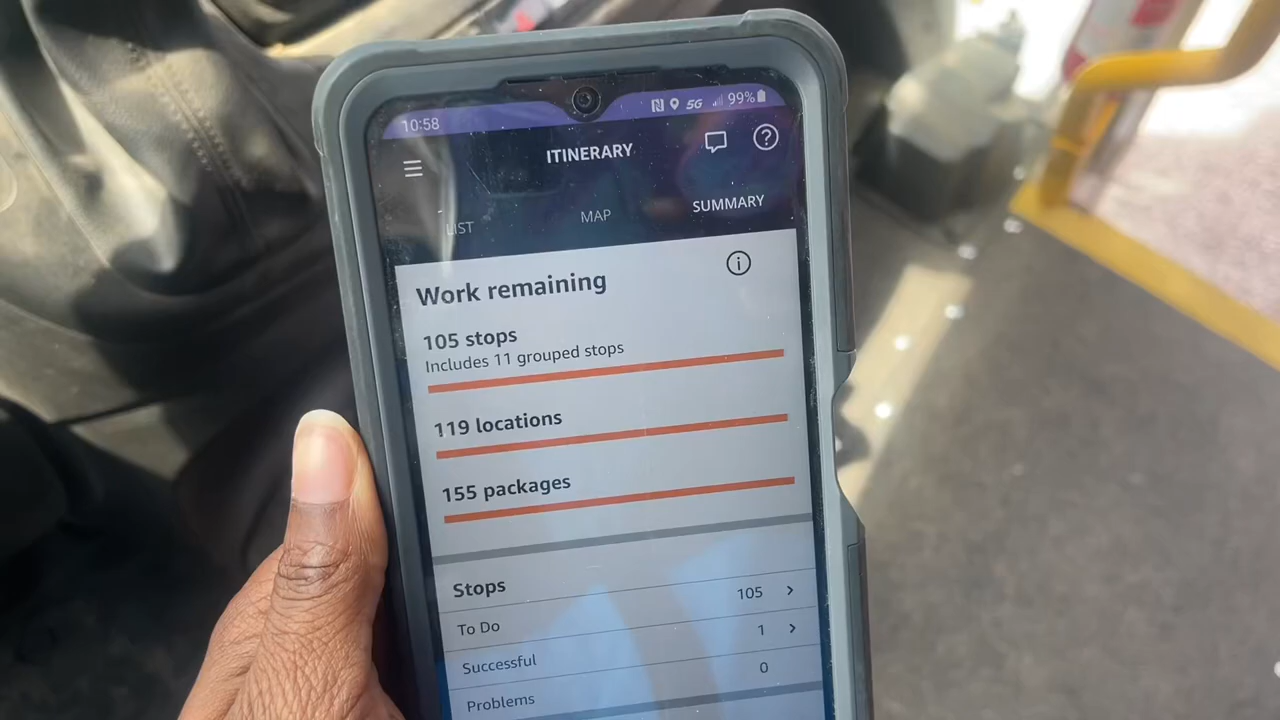 10:58
5G
99%
ITINERARY
LIST
MAP
SUMMARY
Work remaining
105 stops
Includes 11 grouped stops
119 locations
155 packages
Stops
To Do 105
Successful 1
Problems 0